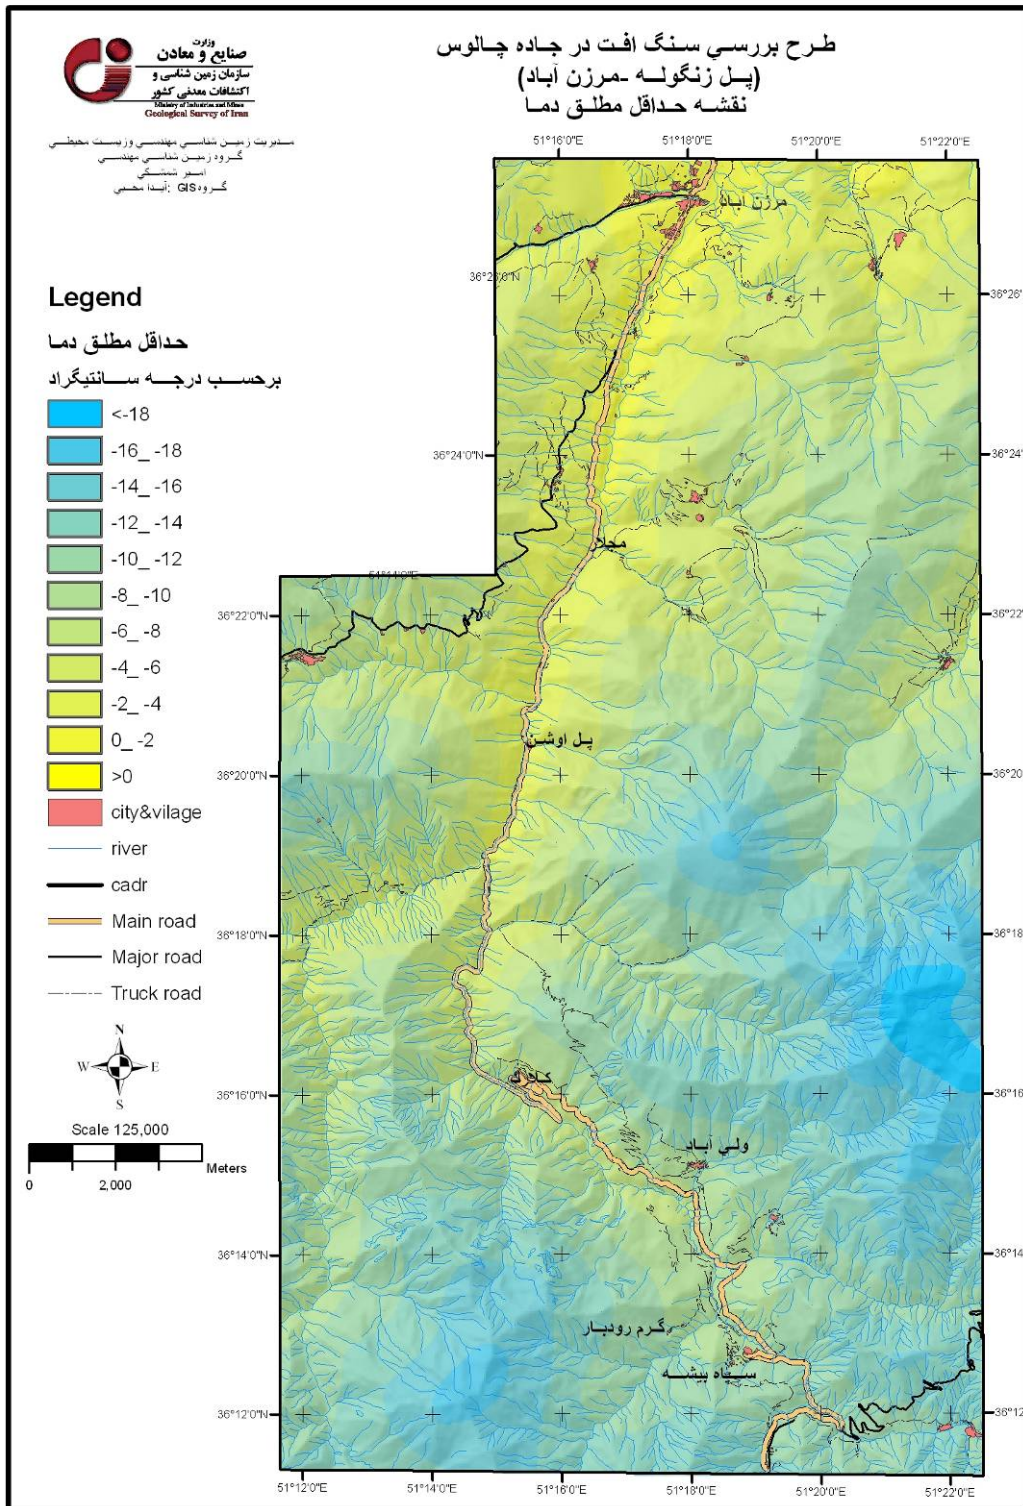 وزارت
صنایع و معادن
سازمان زمین شناسی و
اکتشافات معدنی کشور
Ministry of Industries and Mines
Geological Survey of Iran
مدیریت زمین شناسی مهندسی وزیست محیطی
گروه زمین شناسی مهندسی
امیر شمشکی
گروه GIS : آیدا محبی
طرح بررسي سنگ افت در جاده چالوس
(پل زنگوله -مرزن آباد)
نقشه حداقل مطلق دما
51°16'0"E 51°18'0"E 51°20'0"E 51°22'0"E
مرزن آباد
36°26'0"N
36°26
Legend
حداقل مطلق دما
برحسب درجه سانتیگراد
<-18
-16_ -18
-14_ -16
-12_ -14
-10_ -12
-8_ -10
-6_ -8
-4_ -6
-2_ -4
0_ -2
>0
city&vilage
river
cadr
Main road
Major road
Truck road
N
W E
S
Scale 125,000
Meters
0 2,000
36°24'0"N
36°24
51°14'0"E
36°22'0"N
36°22
پل اوشن
36°20'0"N
36°20
36°18'0"N
36°18
36°16'0"N
36°16
ولي آباد
36°14'0"N
36°14
گرم رودبار
سیاه بیشه
36°12'0"N
36°12
51°12'0"E 51°14'0"E 51°16'0"E 51°18'0"E 51°20'0"E 51°22'0"E